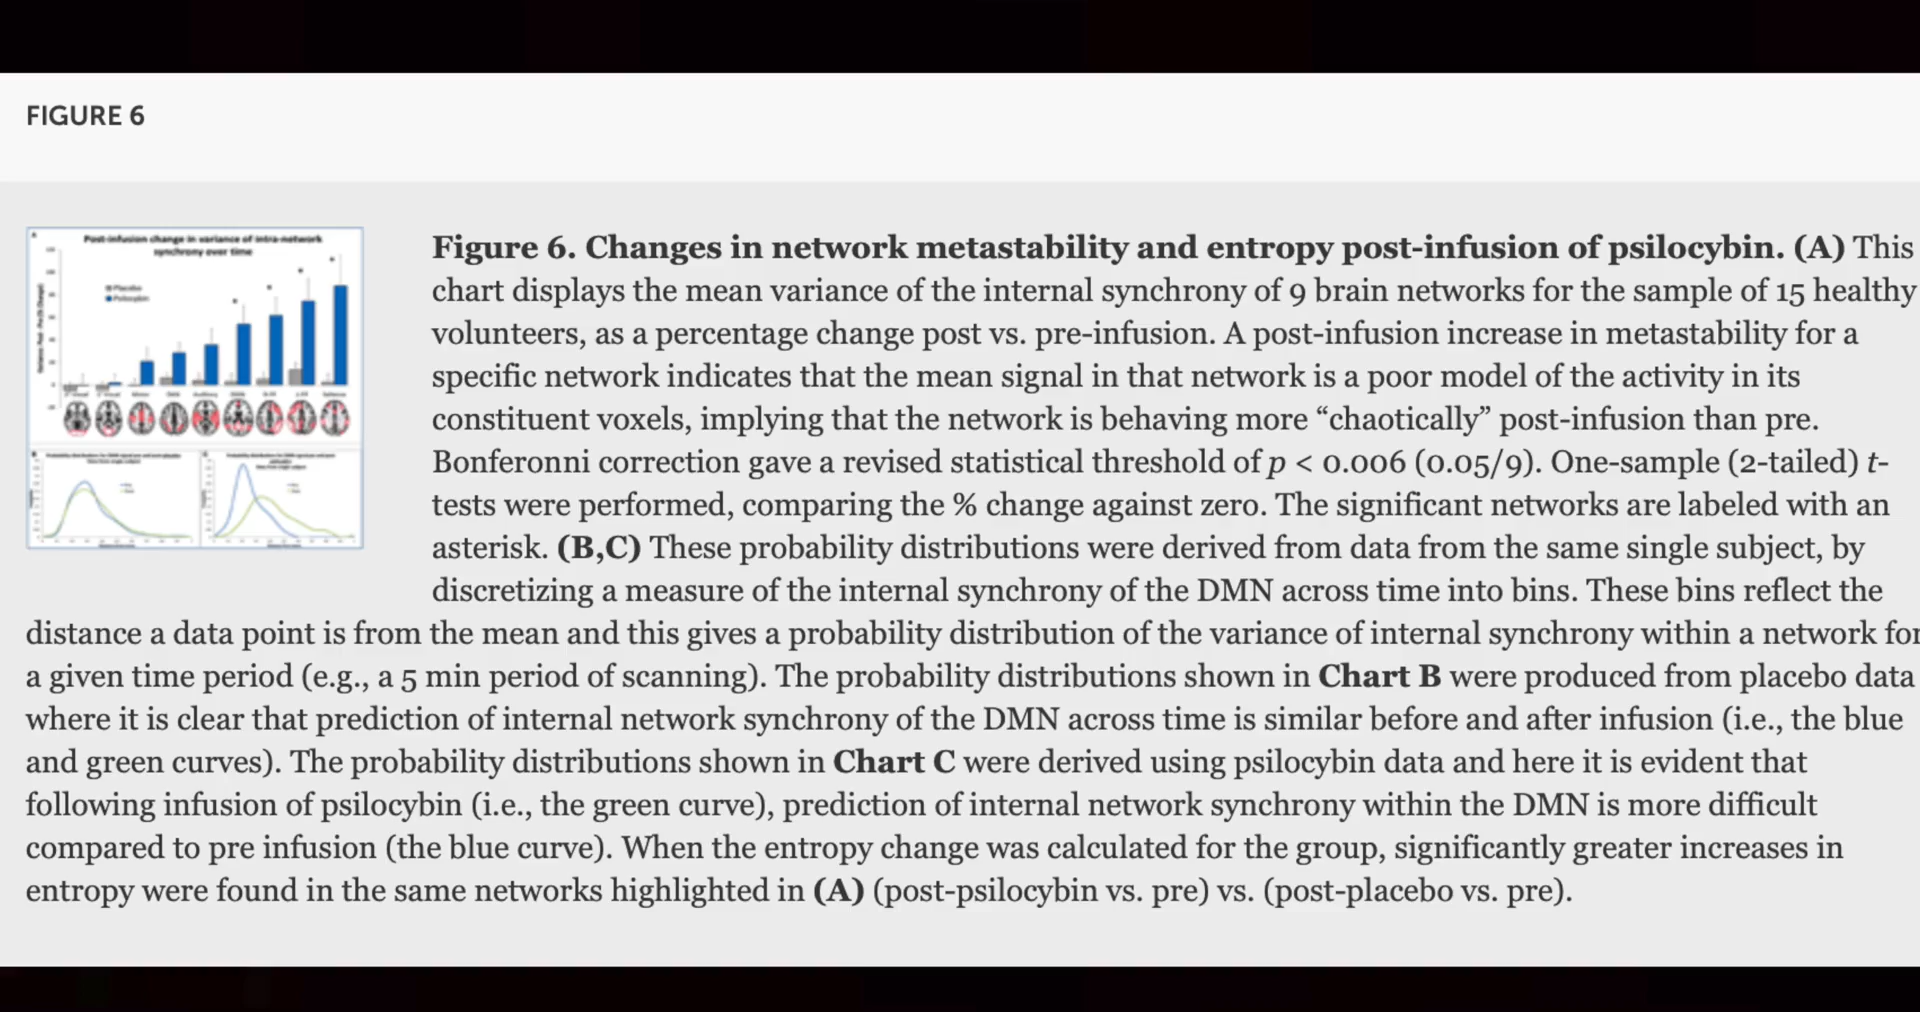 FIGURE 6
Post-infusion change in variance of intra-network
synchrony over time
Placebo
Psilocybin
Figure 6. Changes in network metastability and entropy post-infusion of psilocybin. (A) This
chart displays the mean variance of the internal synchrony of 9 brain networks for the sample of 15 healthy
volunteers, as a percentage change post vs. pre-infusion. A post-infusion increase in metastability for a
specific network indicates that the mean signal in that network is a poor model of the activity in its
constituent voxels, implying that the network is behaving more “chaotically” post-infusion than pre.
Bonferonni correction gave a revised statistical threshold of p < 0.006 (0.05/9). One-sample (2-tailed) t-
tests were performed, comparing the % change against zero. The significant networks are labeled with an
asterisk. (B,C) These probability distributions were derived from data from the same single subject, by
discretizing a measure of the internal synchrony of the DMN across time into bins. These bins reflect the
distance a data point is from the mean and this gives a probability distribution of the variance of internal synchrony within a network for
a given time period (e.g., a 5 min period of scanning). The probability distributions shown in Chart B were produced from placebo data
where it is clear that prediction of internal network synchrony of the DMN across time is similar before and after infusion (i.e., the blue
and green curves). The probability distributions shown in Chart C were derived using psilocybin data and here it is evident that
following infusion of psilocybin (i.e., the green curve), prediction of internal network synchrony within the DMN is more difficult
compared to pre infusion (the blue curve). When the entropy change was calculated for the group, significantly greater increases in
entropy were found in the same networks highlighted in (A) (post-psilocybin vs. pre) vs. (post-placebo vs. pre).